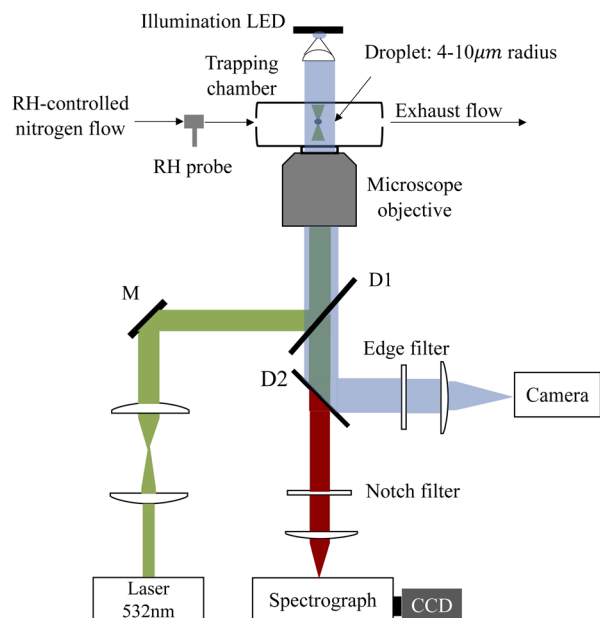 Illumination LED
Droplet: 4-10μm radius
Trapping
chamber
RH-controlled
nitrogen flow
Exhaust flow
RH probe
Microscope
objective
D1
M
Edge filter
D2
Camera
Notch filter
Laser
532nm
Spectrograph
CCD